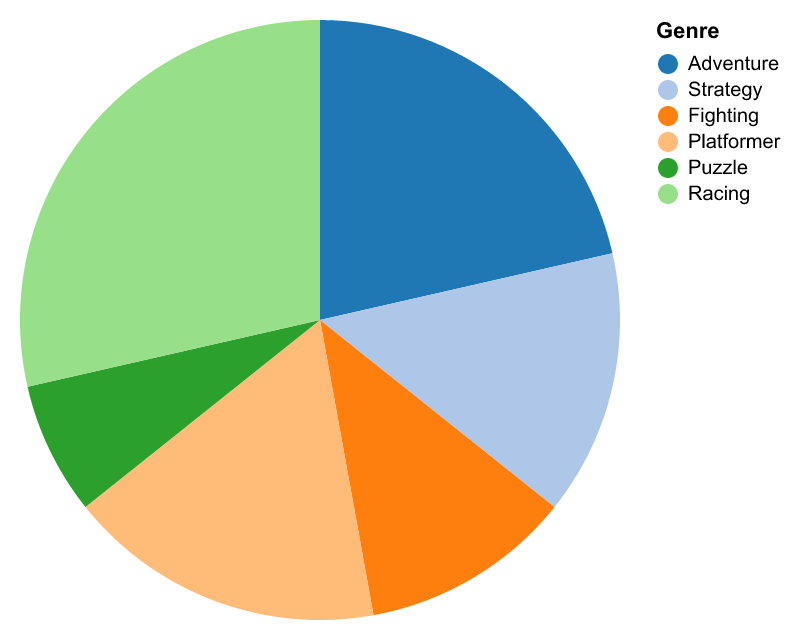 Genre
Adventure
Strategy
Fighting
Platformer
Puzzle
Racing